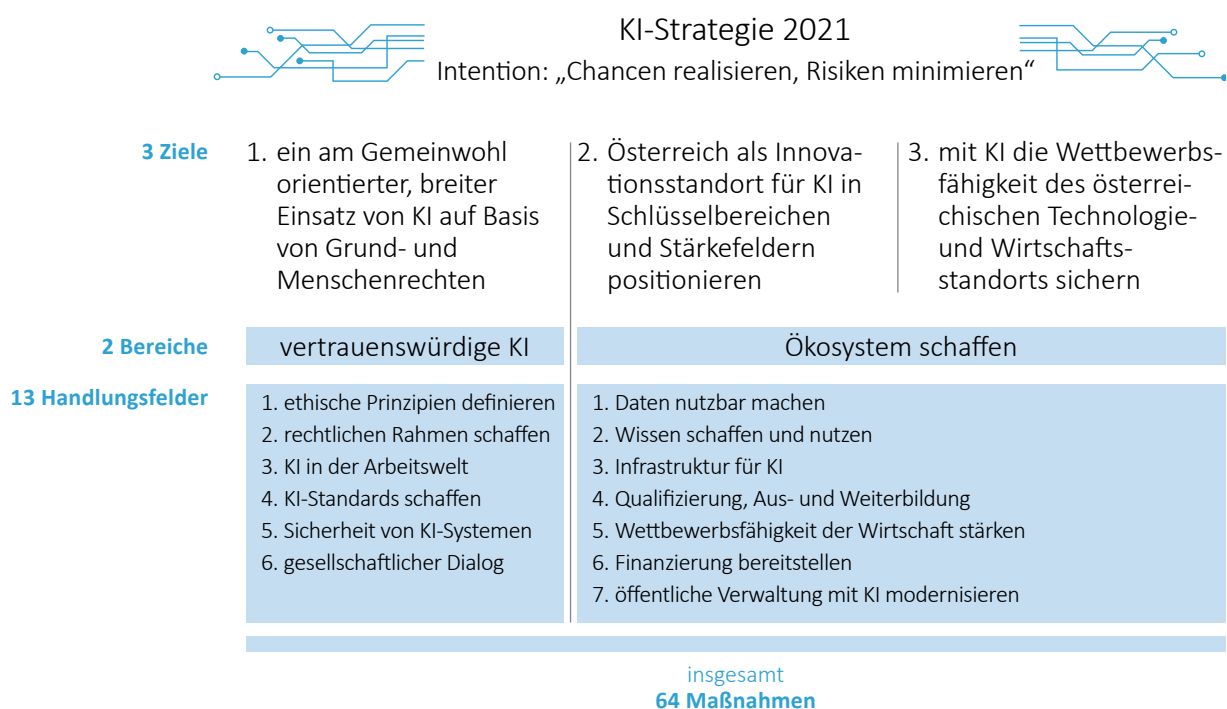 KI-Strategie 2021
Intention: „Chancen realisieren, Risiken minimieren“
3 Ziele
1. ein am Gemeinwohl
orientierter, breiter
Einsatz von KI auf Basis
von Grund- und
Menschenrechten
2. Österreich als Innova-
tionsstandort für KI in
Schlüsselbereichen
und Stärkefeldern
positionieren
3. mit KI die Wettbewerbs-
fähigkeit des österrei-
chischen Technologie-
und Wirtschafts-
standorts sichern
2 Bereiche
vertrauenswürdige KI
Ökosystem schaffen
13 Handlungsfelder
1. ethische Prinzipien definieren
2. rechtlichen Rahmen schaffen
3. KI in der Arbeitswelt
4. KI-Standards schaffen
5. Sicherheit von KI-Systemen
6. gesellschaftlicher Dialog
1. Daten nutzbar machen
2. Wissen schaffen und nutzen
3. Infrastruktur für KI
4. Qualifizierung, Aus- und Weiterbildung
5. Wettbewerbsfähigkeit der Wirtschaft stärken
6. Finanzierung bereitstellen
7. öffentliche Verwaltung mit KI modernisieren
insgesamt
64 Maßnahmen